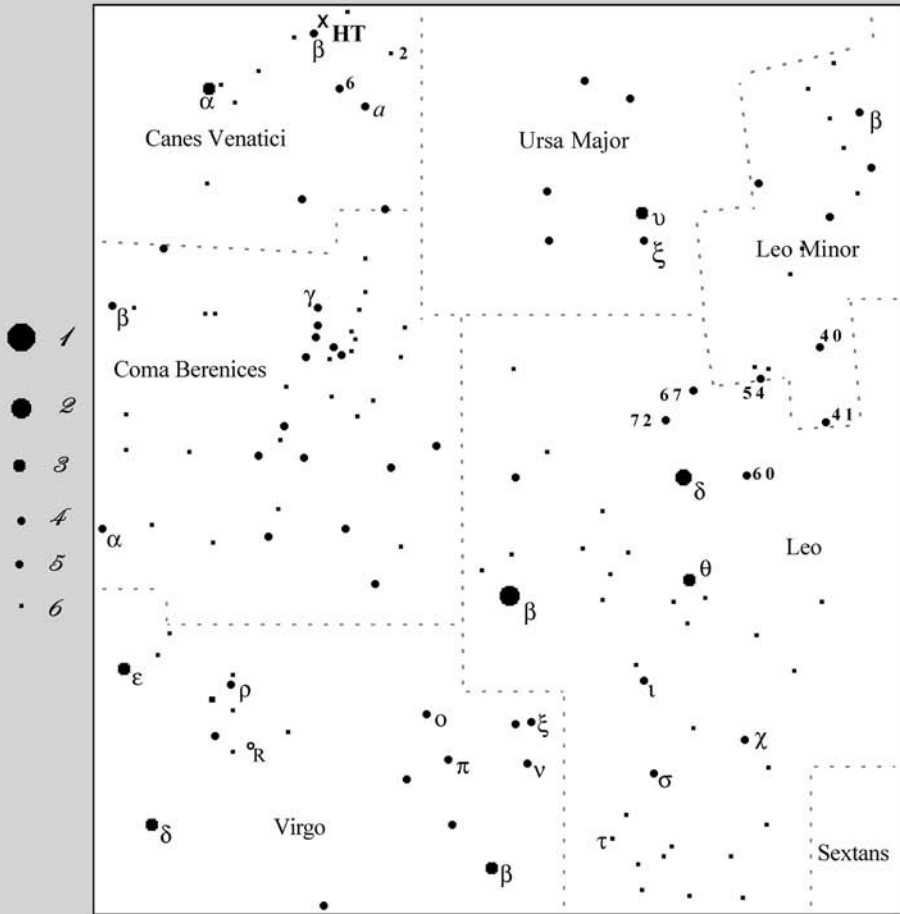 x HT
β
2
α
6
a
β
Canes Venatici
Ursa Major
υ
ξ
Leo Minor
γ
β
1
40
Coma Berenices
67
54
2
72
41
3
δ
60
4
α
Leo
5
θ
6
β
ε
ρ
ι
ο
ξ
χ
R
π
ν
σ
δ
Virgo
τ
Sextans
β